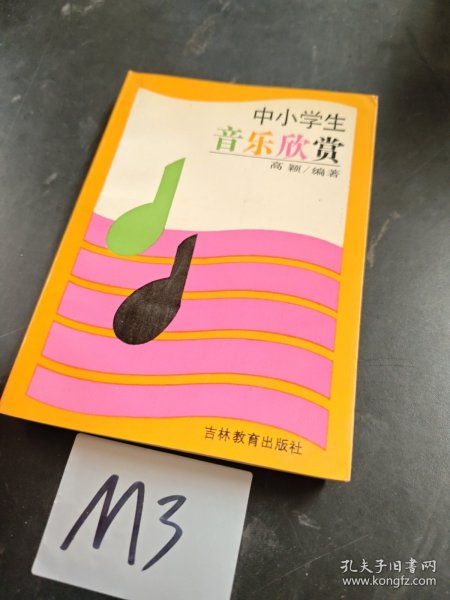 中小学生
音乐欣赏
高颖/编著
吉林教育出版社
M3
孔夫子旧书网
www.kongfz.com